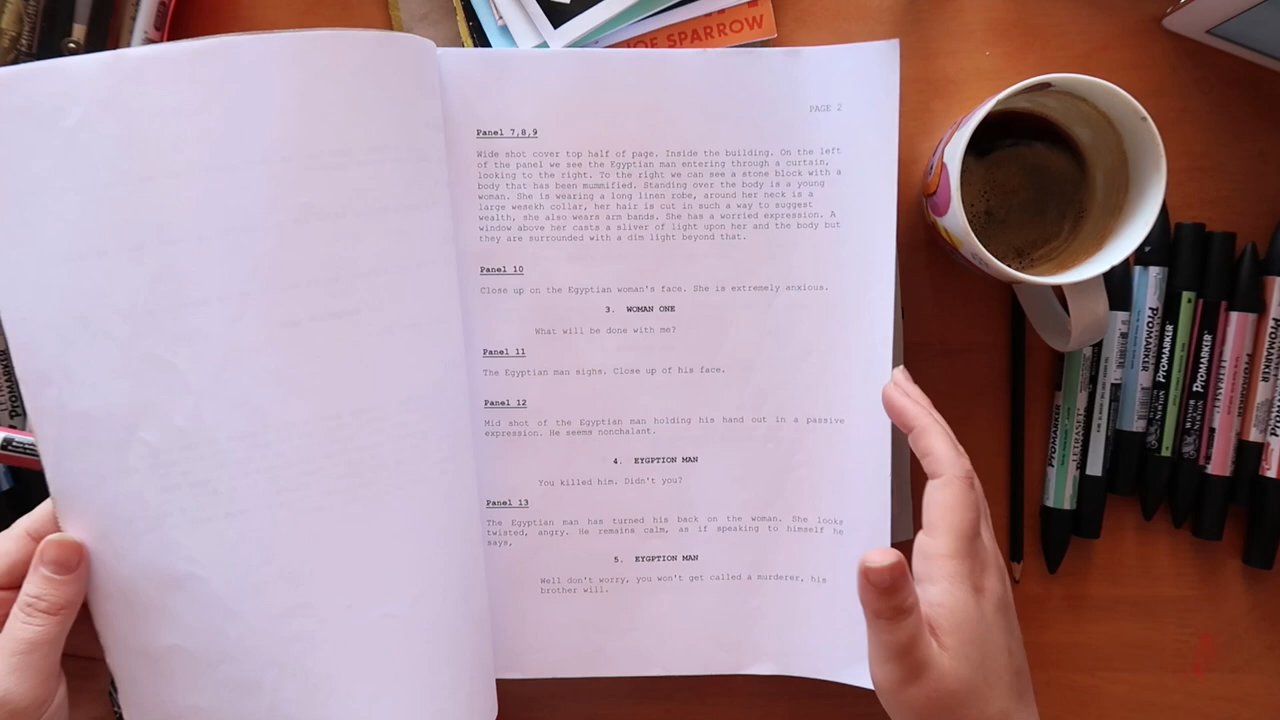 JOE SPARROW
PAGE 2
Panel 7,8,9
Wide shot cover top half of page. Inside the building. On the left
of the panel we see the Egyptian man entering through a curtain,
looking to the right. To the right we can see a stone block with a
body that has been mummified. Standing over the body is a young
woman. She is wearing a long linen robe, around her neck is a
large wesekh collar, her hair is cut in such a way to suggest
wealth, she also wears arm bands. She has a worried expression. A
window above her casts a sliver of light upon her and the body but
they are surrounded with a dim light beyond that.
Panel 10
Close up on the Egyptian woman's face. She is extremely anxious.
3. WOMAN ONE
What will be done with me?
Panel 11
The Egyptian man sighs. Close up of his face.
Panel 12
Mid shot of the Egyptian man holding his hand out in a passive
expression. He seems nonchalant.
4. EYGPTION MAN
You killed him. Didn't you?
Panel 13
The Egyptian man has turned his back on the woman. She looks
twisted, angry. He remains calm, as if speaking to himself he
says,
5. EYGPTION MAN
Well don't worry, you won't get called a murderer, his
brother will.
PROMARKER
PROMARKER
LETRASET
PROMARKER
PROMARKER
WINSOR
NEWTON
PROMARKER
LETRASET
PROMARKER